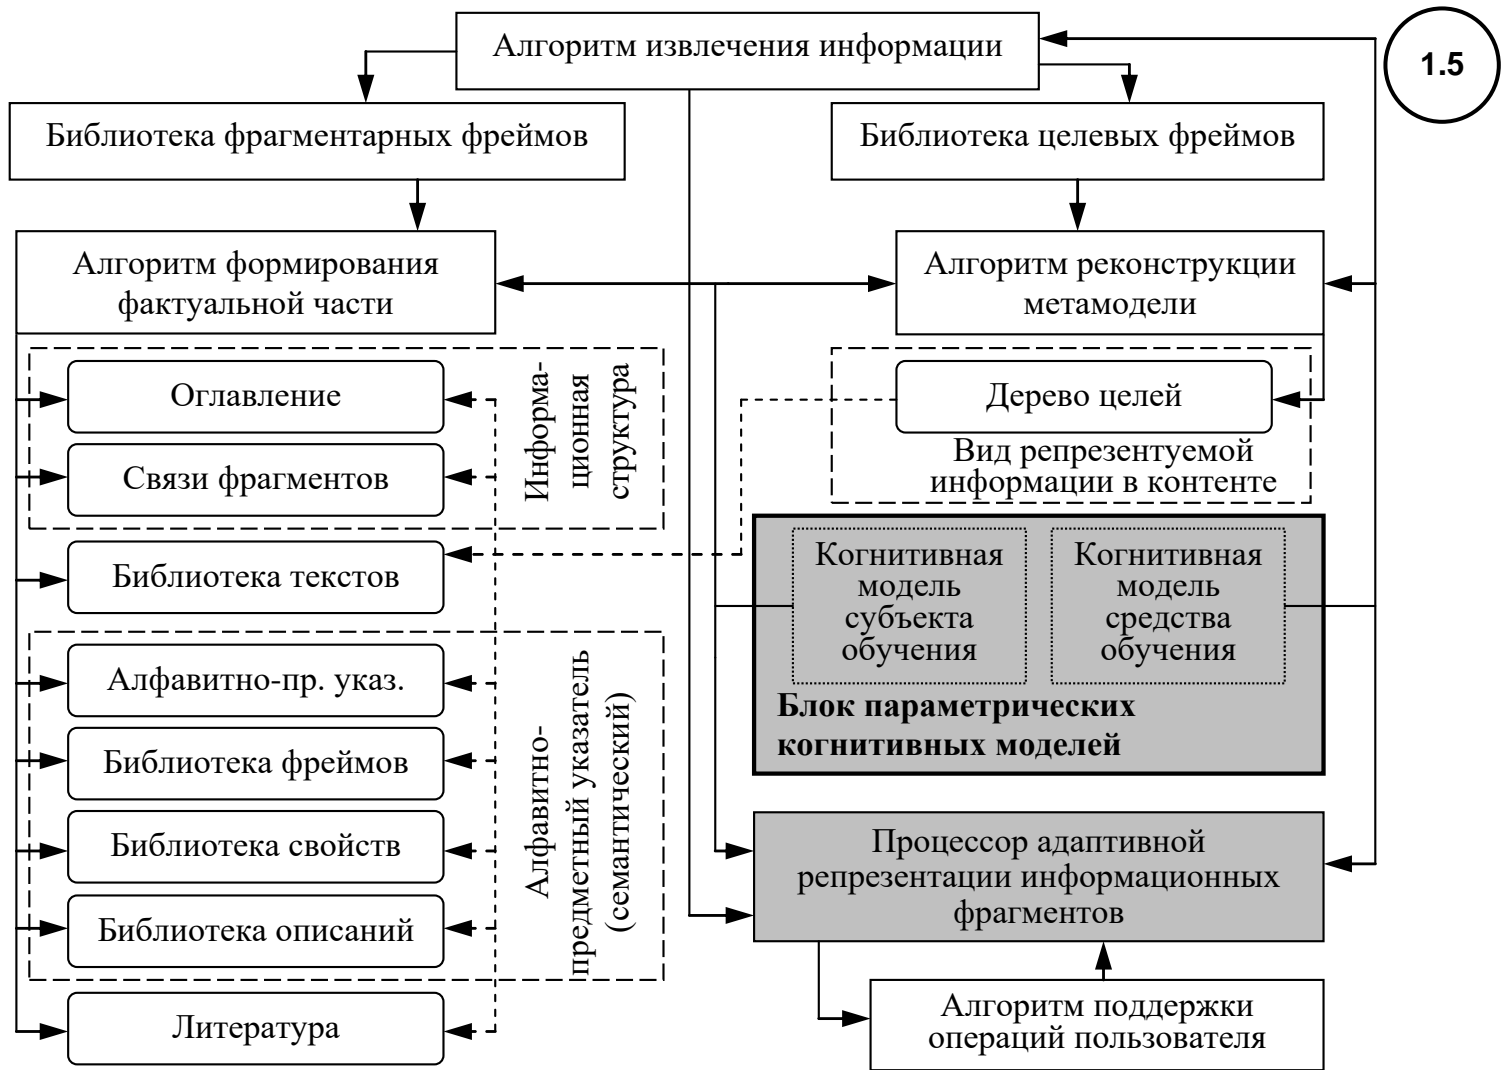 Алгоритм извлечения информации
1.5
Библиотека фрагментарных фреймов
Библиотека целевых фреймов
Алгоритм формирования
фактуальной части
Алгоритм реконструкции
метамодели
Оглавление
Связи фрагментов
Информа-
ционная
структура
Дерево целей
Вид репрезентуемой
информации в контенте
Библиотека текстов
Когнитивная
модель
субъекта
обучения
Когнитивная
модель
средства
обучения
Блок параметрических
когнитивных моделей
Алфавитно-пр. указ.
Библиотека фреймов
Библиотека свойств
Библиотека описаний
Алфавитно-
предметный указатель
(семантический)
Литература
Процессор адаптивной
репрезентации информационных
фрагментов
Алгоритм поддержки
операций пользователя